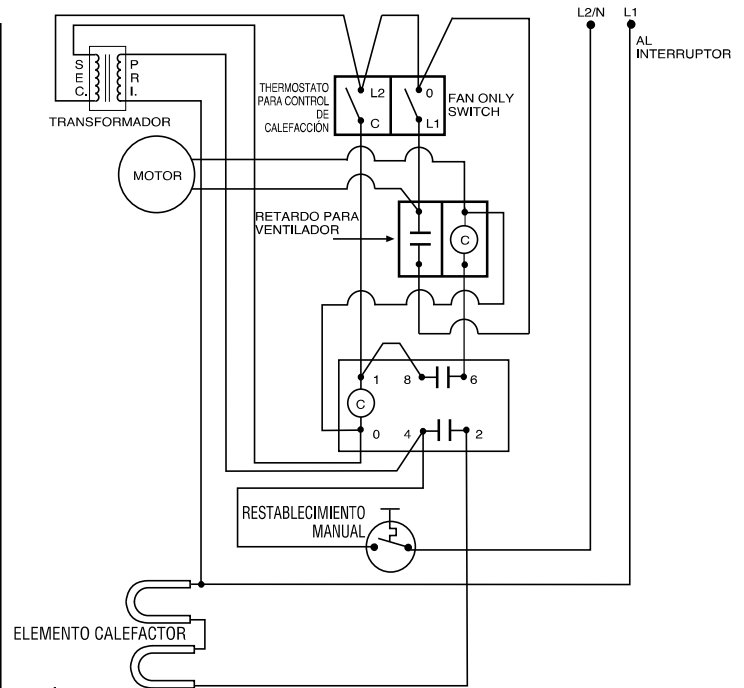 L2/N L1
AL
INTERRUPTOR
S
E
C.
P
R
I.
TRANSFORMADOR
THERMOSTATO
PARA CONTROL
DE
CALEFACCIÓN
L2
C
0
L1
FAN ONLY
SWITCH
MOTOR
RETARDO PARA
VENTILADOR
C
1 8 6
C
0 4 2
RESTABLECIMIENTO
MANUAL
ELEMENTO CALEFACTOR